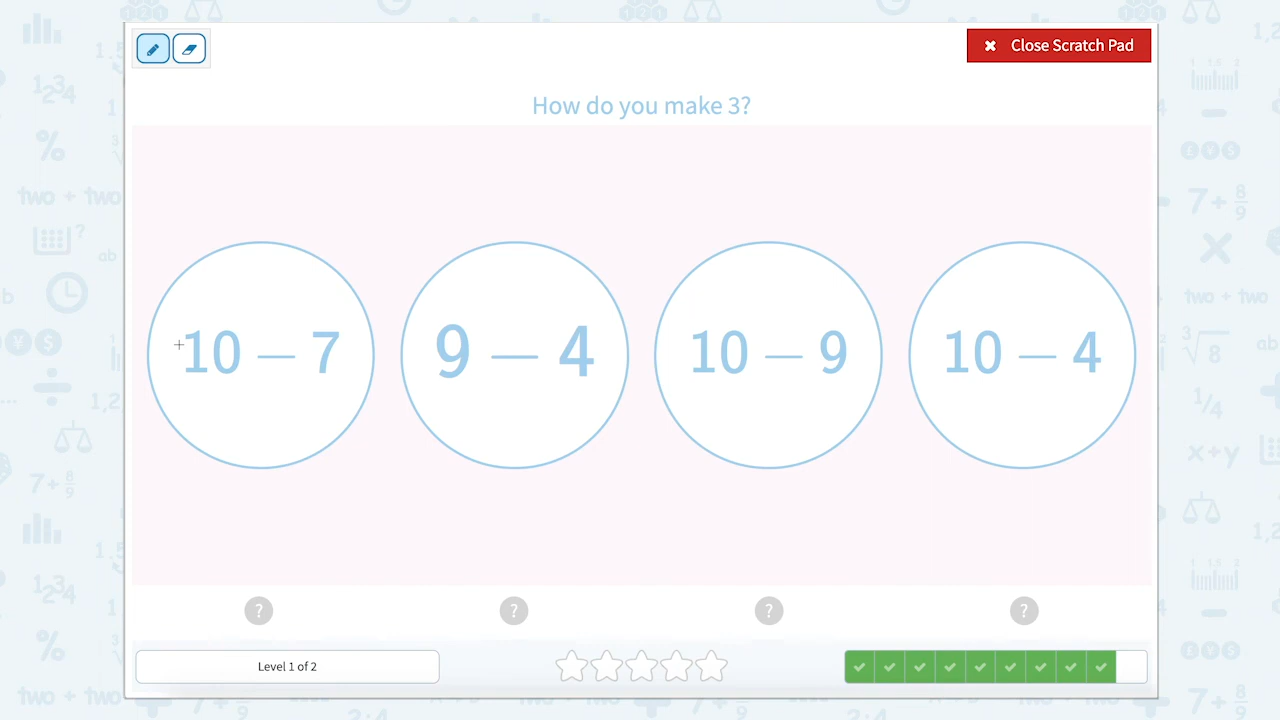 Close Scratch Pad
How do you make 3?
10 – 7
9 – 4
10 – 9
10 – 4
? ? ? ?
Level 1 of 2